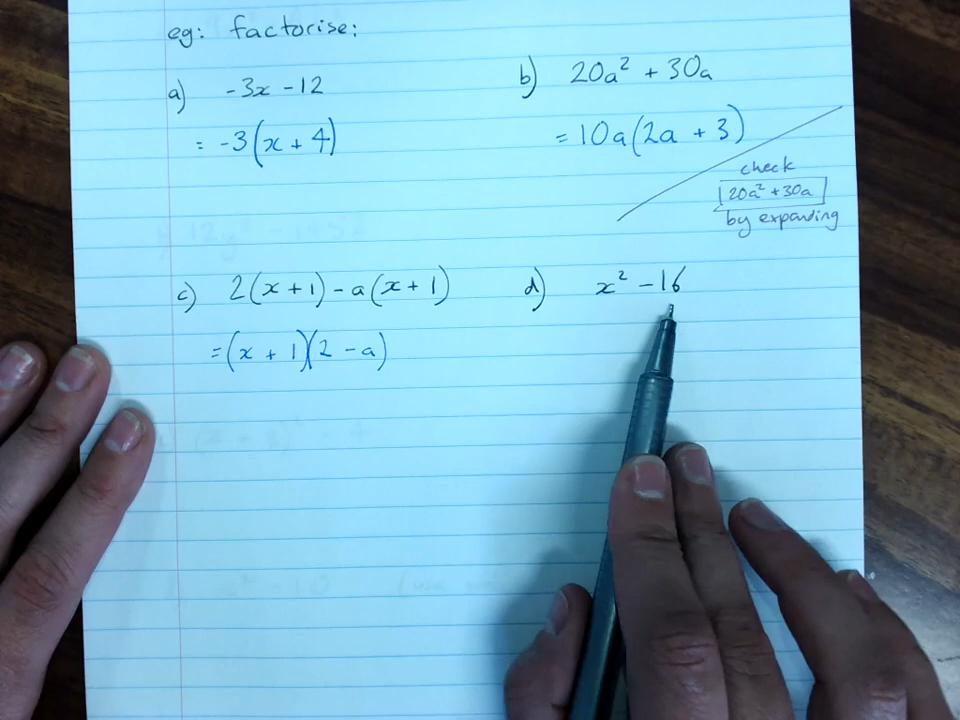 eg: factorise:
a) -3x - 12
= -3(x + 4)
b) 20a² + 30a
= 10a(2a + 3)
check
20a² + 30a
by expanding
c) 2(x + 1) - a(x + 1)
= (x + 1)(2 - a)
d) x² - 16